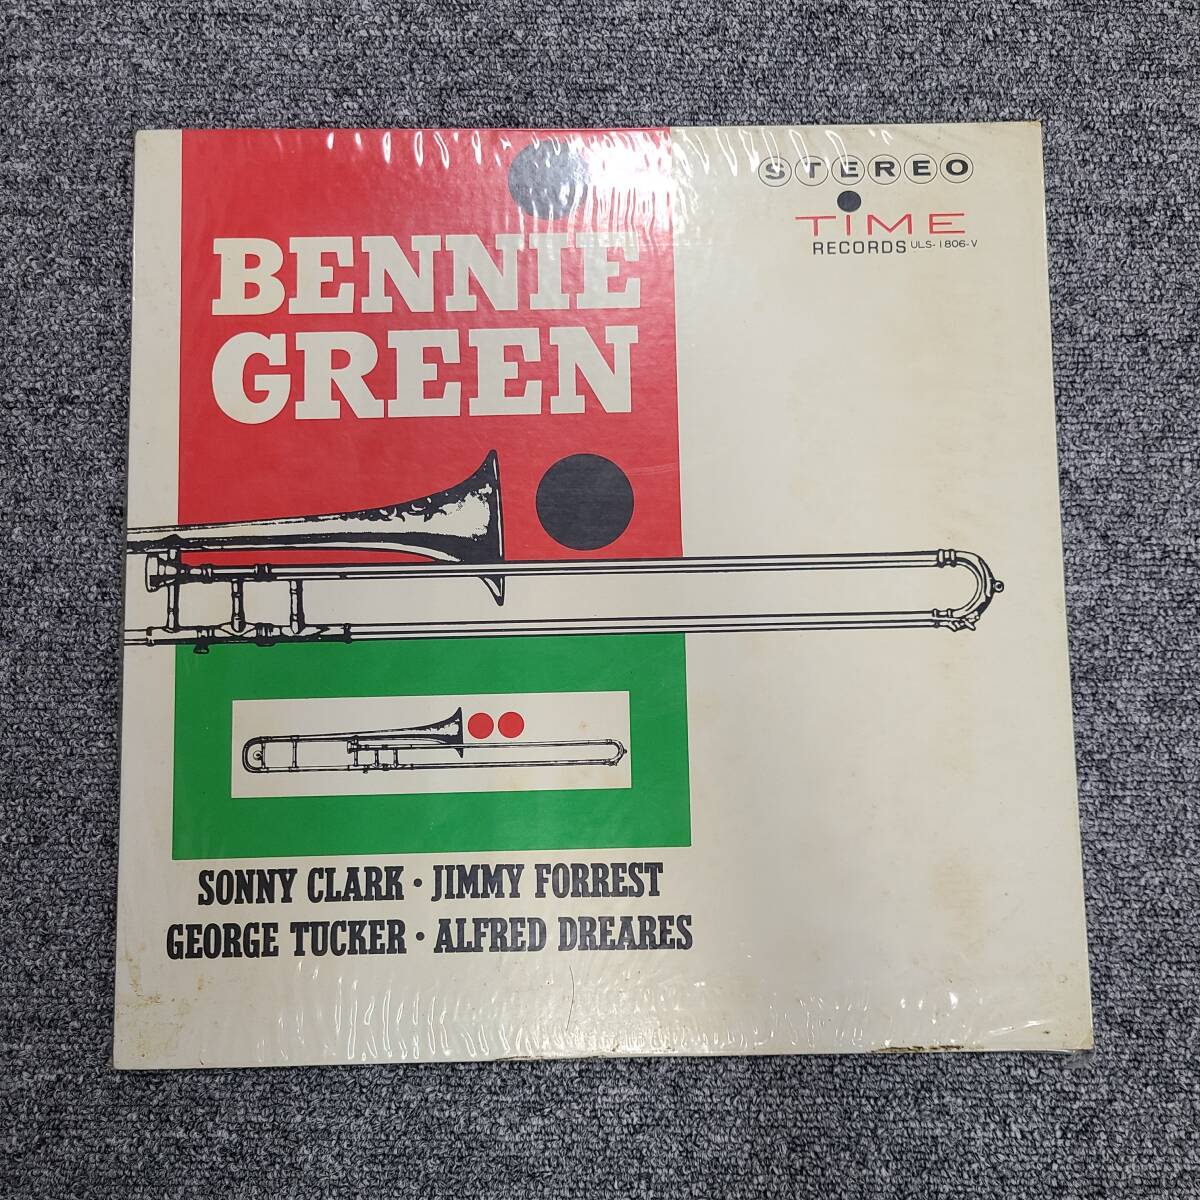 STEREO
TIME
RECORDS ULS-1806-V
BENNIE
GREEN
SONNY CLARK · JIMMY FORREST
GEORGE TUCKER · ALFRED DREARES